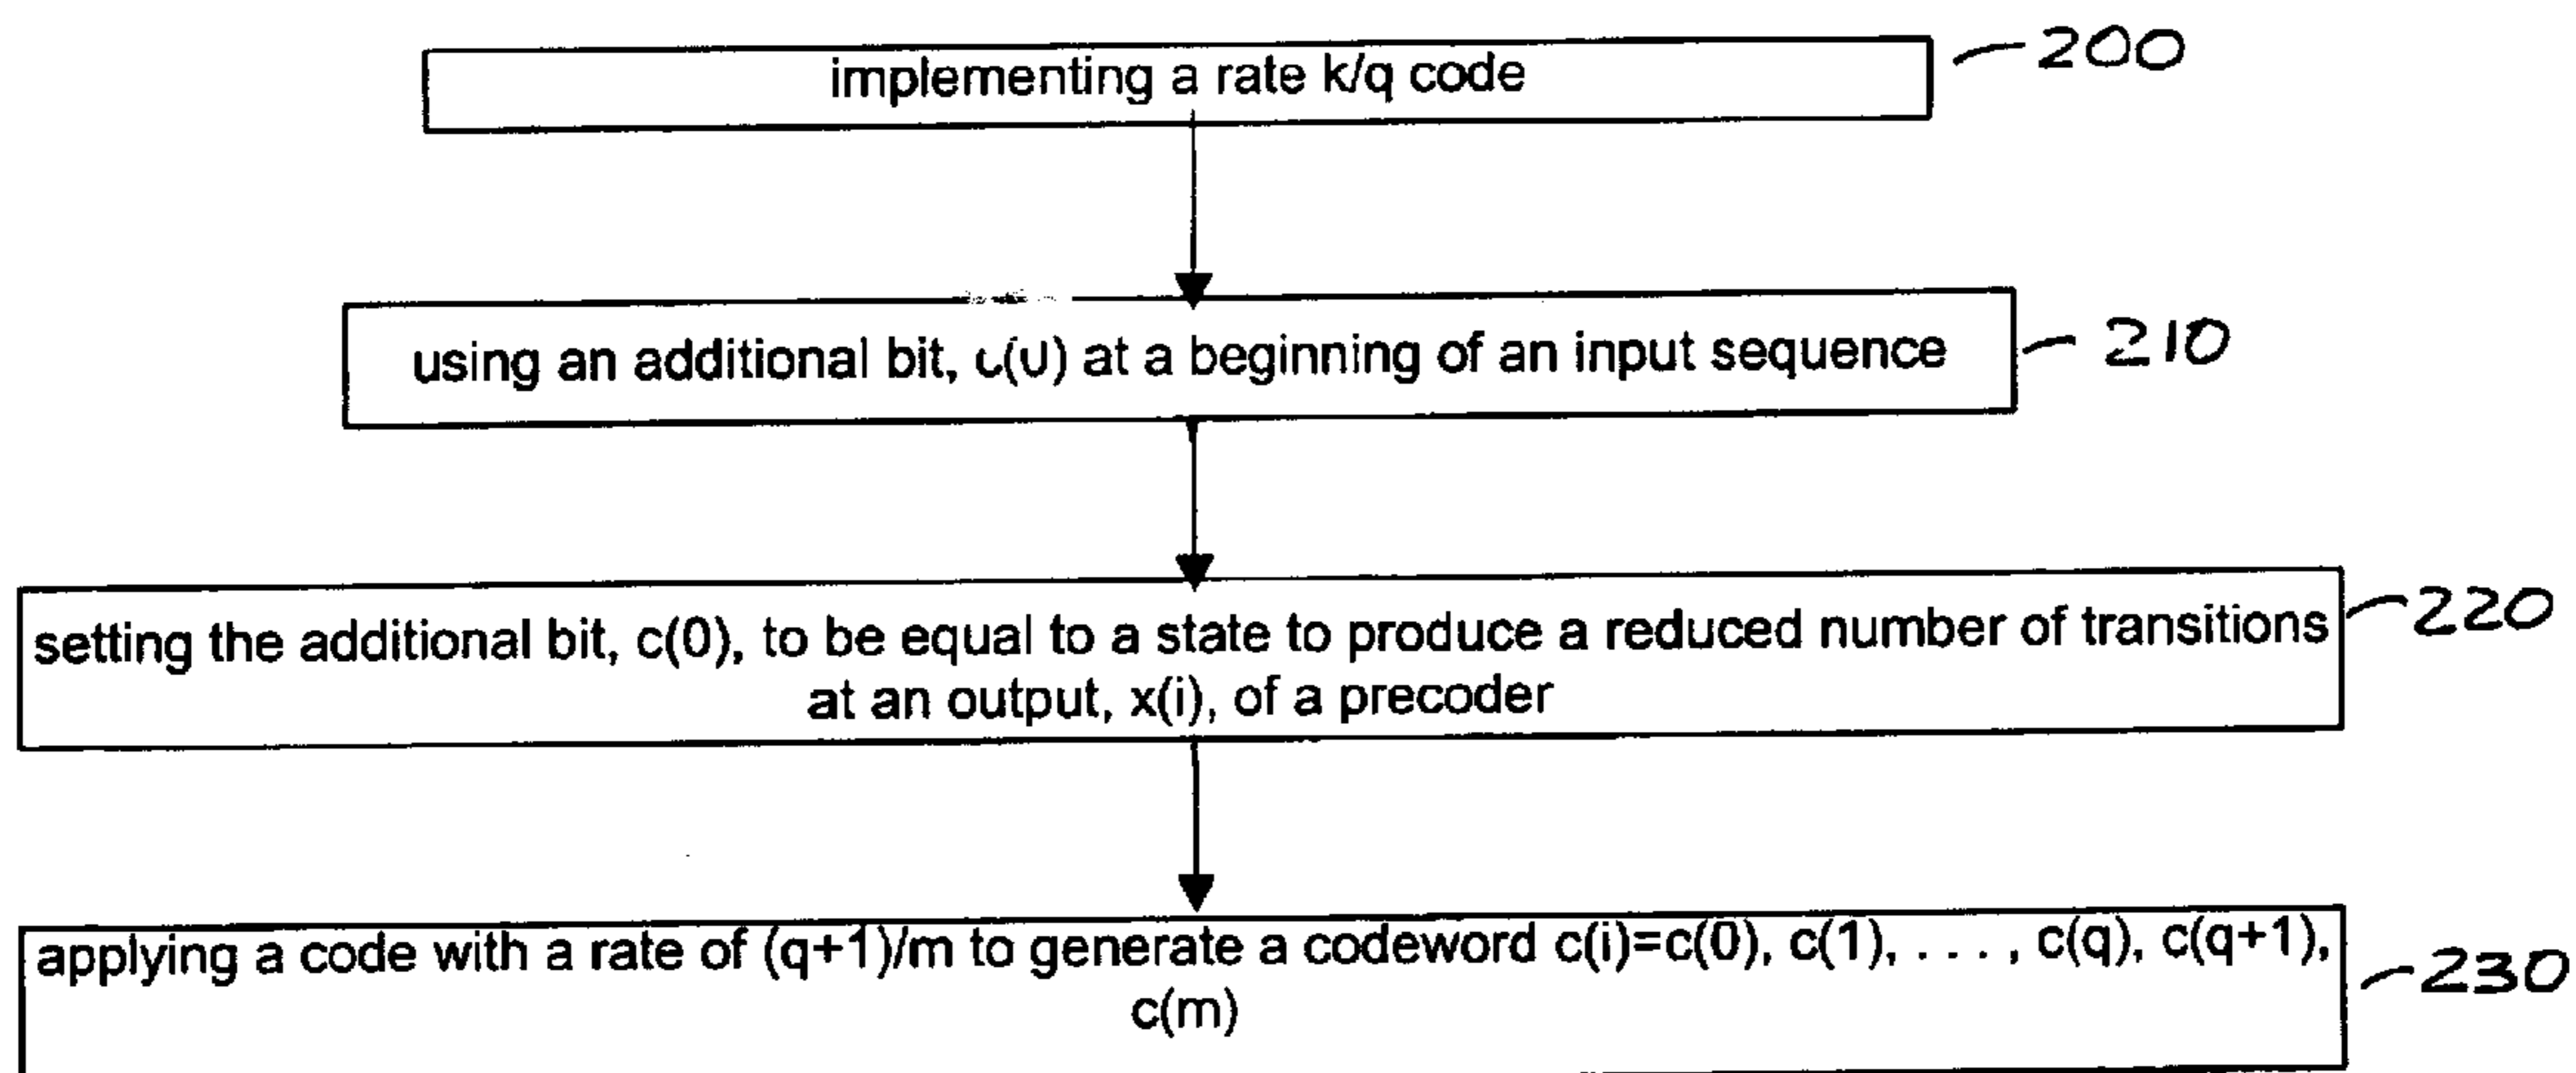 implementing a rate k/q code
200
using an additional bit, c(0) at a beginning of an input sequence
210
setting the additional bit, c(0), to be equal to a state to produce a reduced number of transitions
at an output, x(i), of a precoder
220
applying a code with a rate of (q+1)/m to generate a codeword c(i)=c(0), c(1), . . . , c(q), c(q+1),
c(m)
230